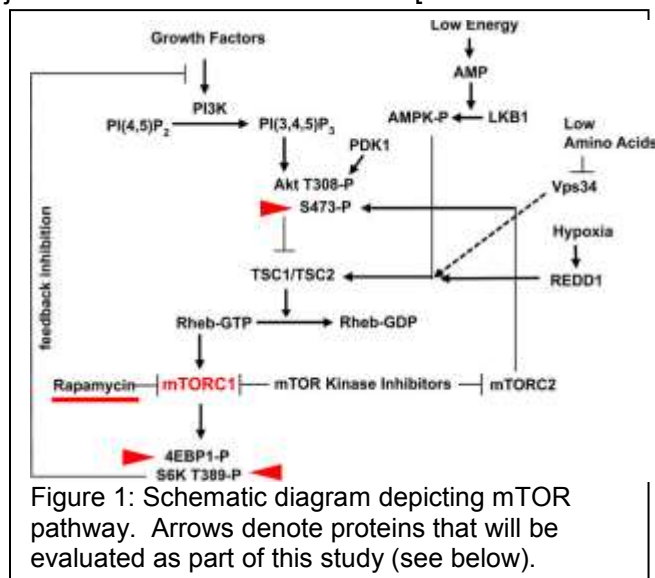 Growth Factors
Low Energy
AMP
PI3K
PI(4,5)P2
PI(3,4,5)P3
AMPK-P
LKB1
Low
Amino Acids
PDK1
Akt T308-P
S473-P
Vps34
Hypoxia
TSC1/TSC2
REDD1
feedback inhibition
Rheb-GTP
Rheb-GDP
Rapamycin
mTORC1
mTOR Kinase Inhibitors
mTORC2
4EBP1-P
S6K T389-P
Figure 1: Schematic diagram depicting mTOR
pathway. Arrows denote proteins that will be
evaluated as part of this study (see below).